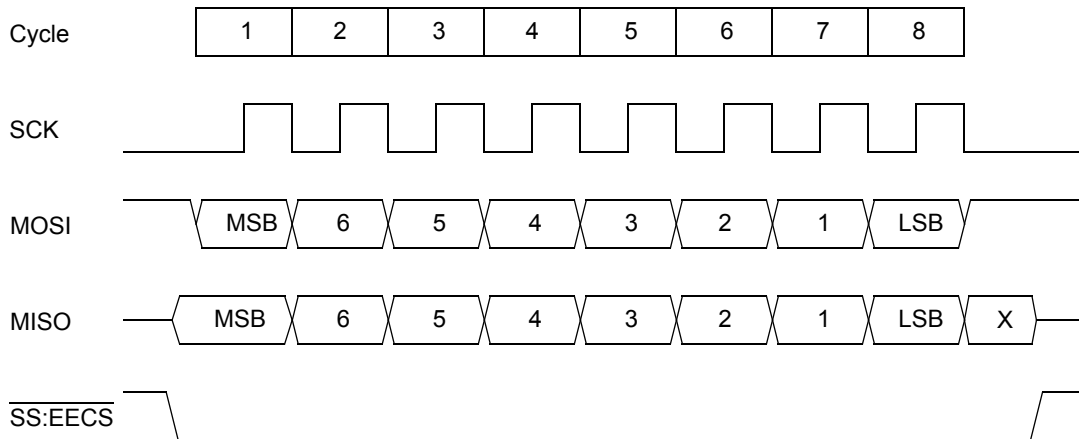 Cycle 1 2 3 4 5 6 7 8
SCK
MOSI MSB 6 5 4 3 2 1 LSB
MISO MSB 6 5 4 3 2 1 LSB X
SS:EECS